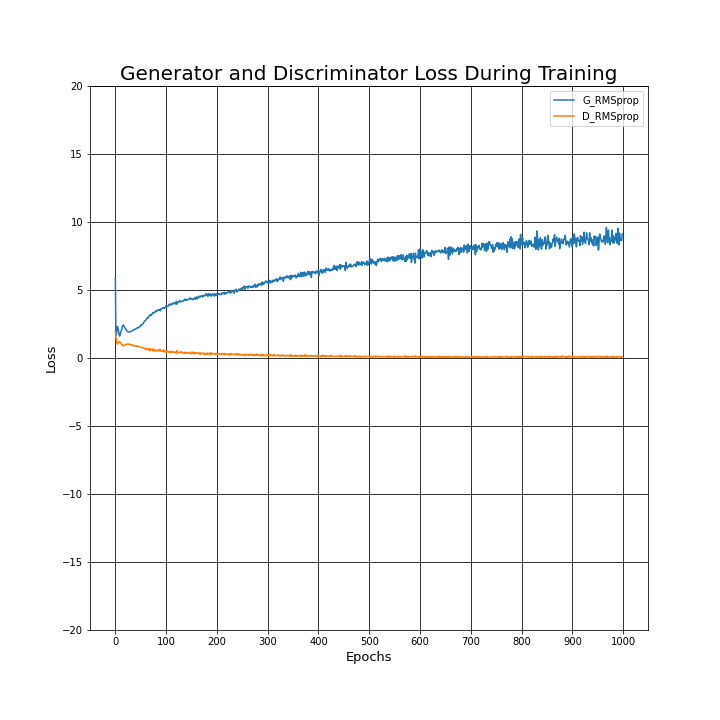 Generator and Discriminator Loss During Training
G_RMSprop
D_RMSprop
20
15
10
5
0
−5
−10
−15
−20
Loss
0 100 200 300 400 500 600 700 800 900 1000
Epochs